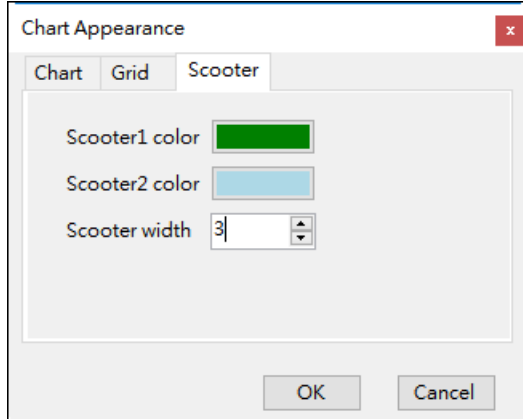 Chart Appearance
x
Chart Grid Scooter
Scooter1 color
Scooter2 color
Scooter width 3
OK Cancel